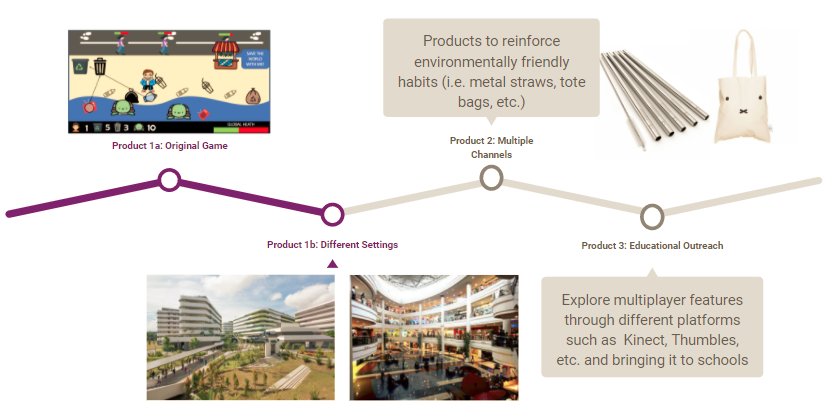 SAVE THE
WORLD
WITH ME!
1 5 3 10
GLOBAL HEATH
Product 1a: Original Game
Products to reinforce
environmentally friendly
habits (i.e. metal straws, tote
bags, etc.)
Product 2: Multiple
Channels
Product 1b: Different Settings
Product 3: Educational Outreach
Explore multiplayer features
through different platforms
such as Kinect, Thumbles,
etc. and bringing it to schools